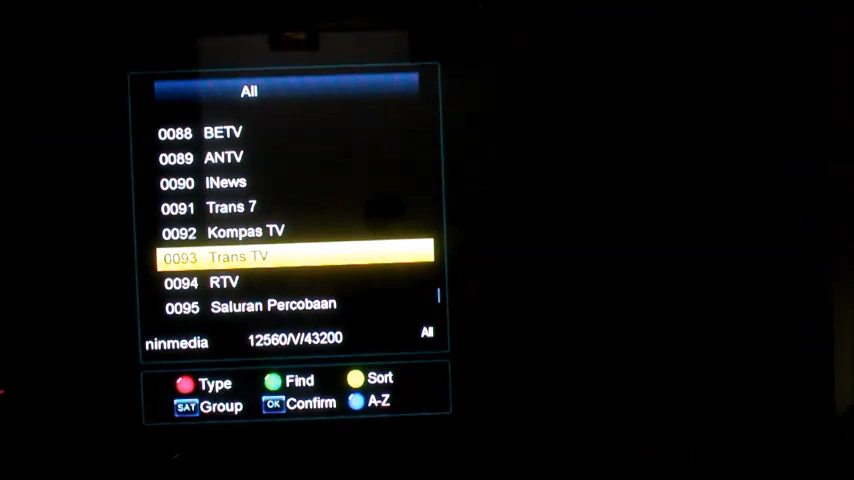 All
0088 BETV
0089 ANTV
0090 INews
0091 Trans 7
0092 Kompas TV
0093 Trans TV
0094 RTV
0095 Saluran Percobaan
ninmedia 12560/V/43200 All
Type Find Sort
SAT Group OK Confirm A-Z